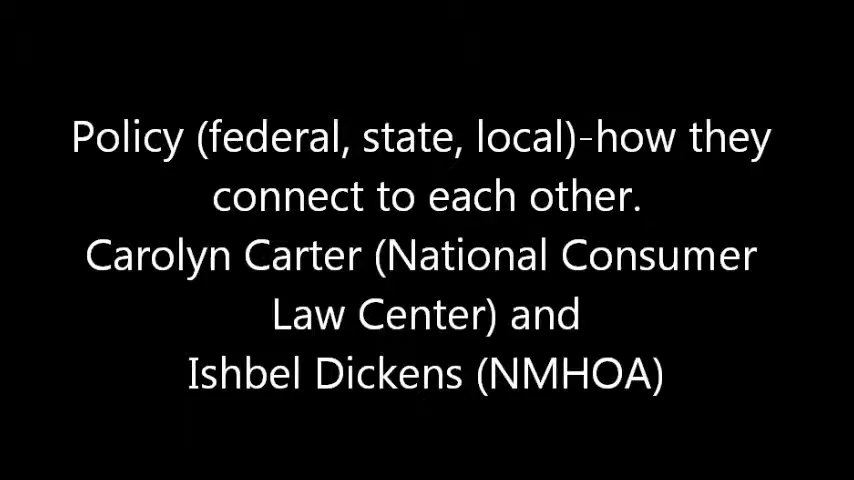 Policy (federal, state, local)-how they
connect to each other.
Carolyn Carter (National Consumer
Law Center) and
Ishbel Dickens (NMHOA)